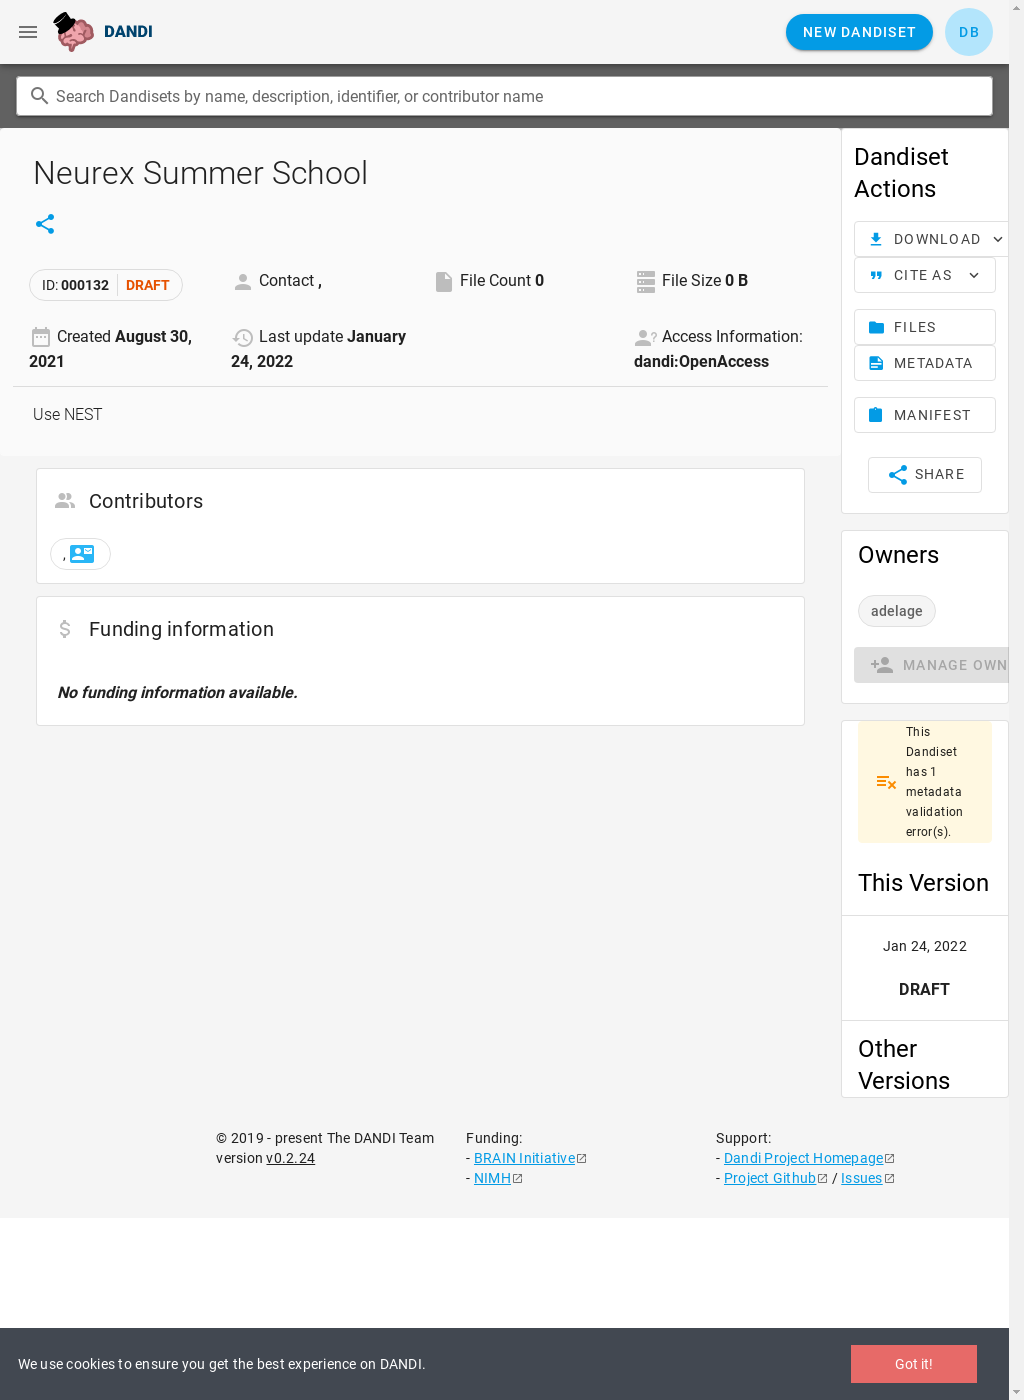 DANDI
NEW DANDISET
DB
Search Dandisets by name, description, identifier, or contributor name
Neurex Summer School
ID: 000132 DRAFT
Contact ,
File Count 0
File Size 0 B
Created August 30,
2021
Last update January
24, 2022
Access Information:
dandi:OpenAccess
Use NEST
Contributors
,
Funding information
No funding information available.
Dandiset
Actions
DOWNLOAD
CITE AS
FILES
METADATA
MANIFEST
SHARE
Owners
adelage
MANAGE OWN
This
Dandiset
has 1
metadata
validation
error(s).
This Version
Jan 24, 2022
DRAFT
Other
Versions
© 2019 - present The DANDI Team
version v0.2.24
Funding:
- BRAIN Initiative
- NIMH
Support:
- Dandi Project Homepage
- Project Github / Issues
We use cookies to ensure you get the best experience on DANDI.
Got it!